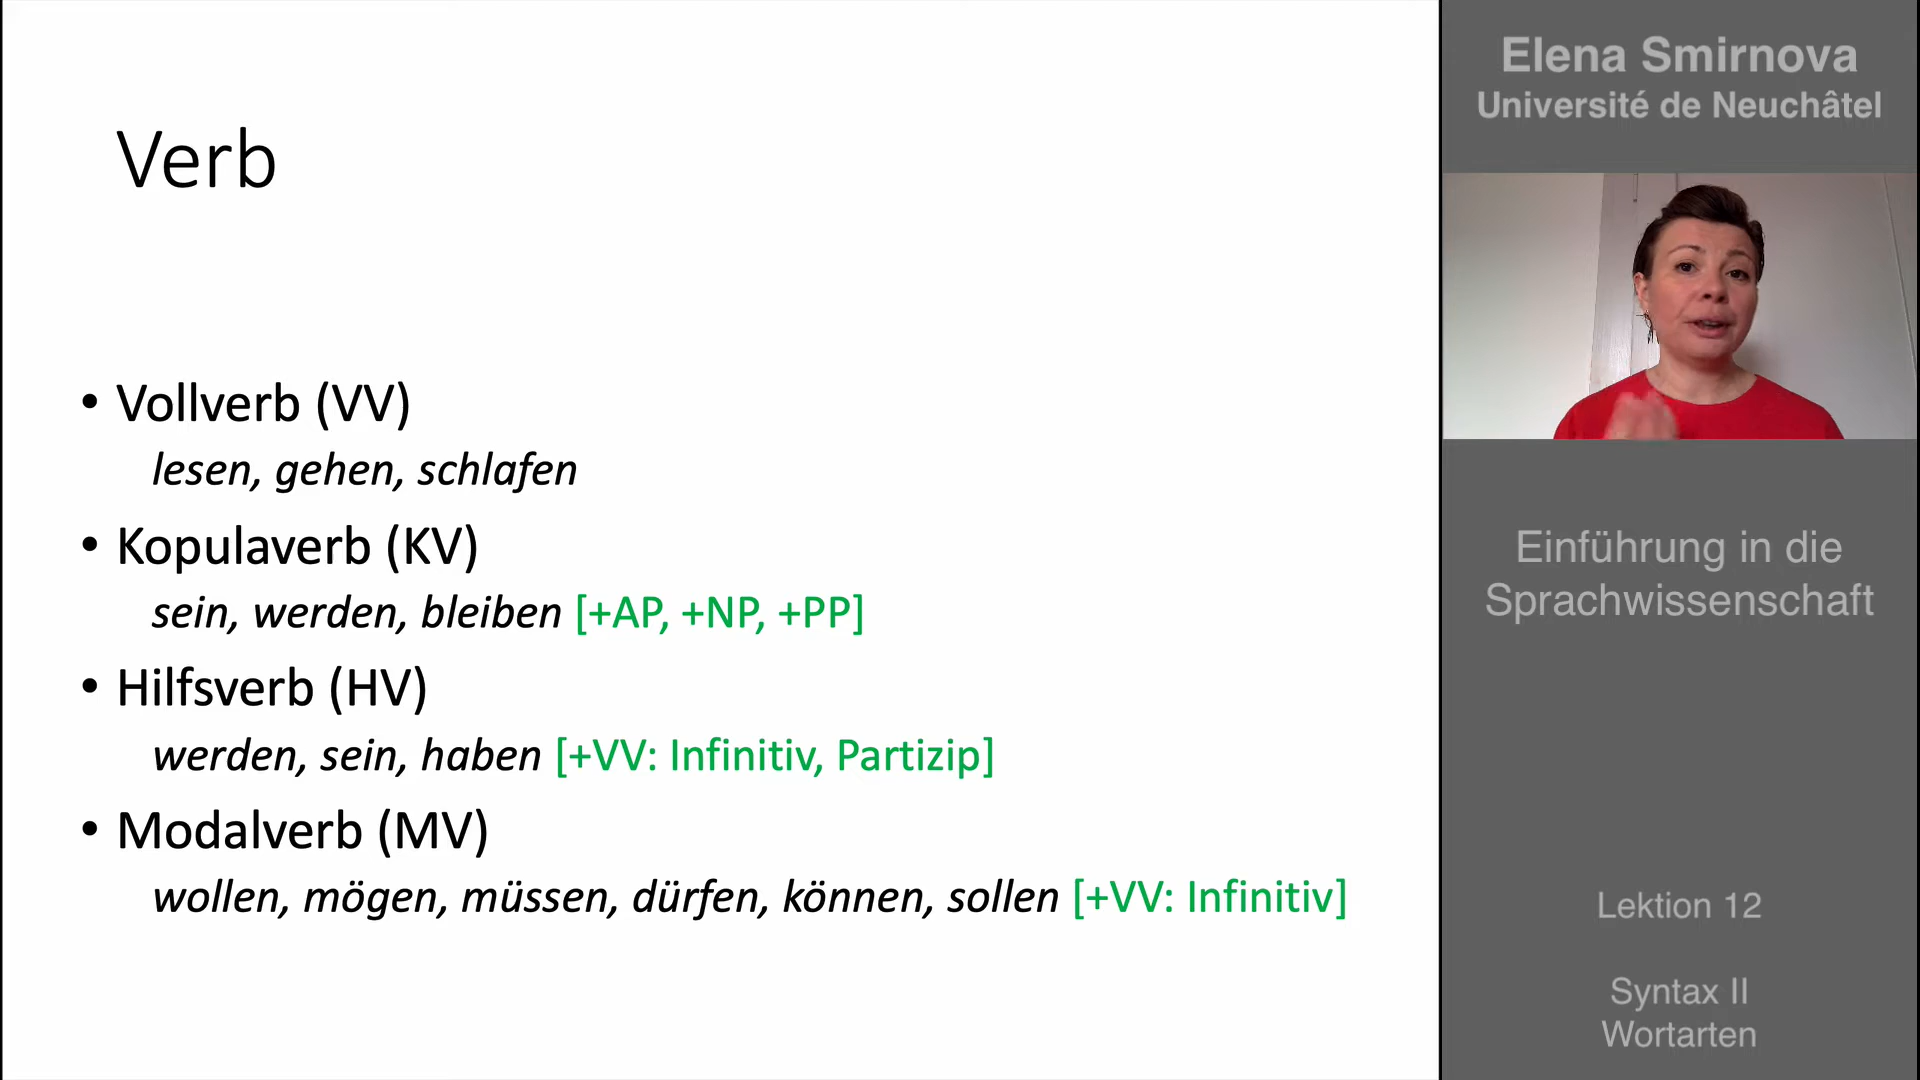 Verb
• Vollverb (VV)
lesen, gehen, schlafen
• Kopulaverb (KV)
sein, werden, bleiben [+AP, +NP, +PP]
• Hilfsverb (HV)
werden, sein, haben [+VV: Infinitiv, Partizip]
• Modalverb (MV)
wollen, mögen, müssen, dürfen, können, sollen [+VV: Infinitiv]
Elena Smirnova
Université de Neuchâtel
Einführung in die
Sprachwissenschaft
Lektion 12
Syntax II
Wortarten